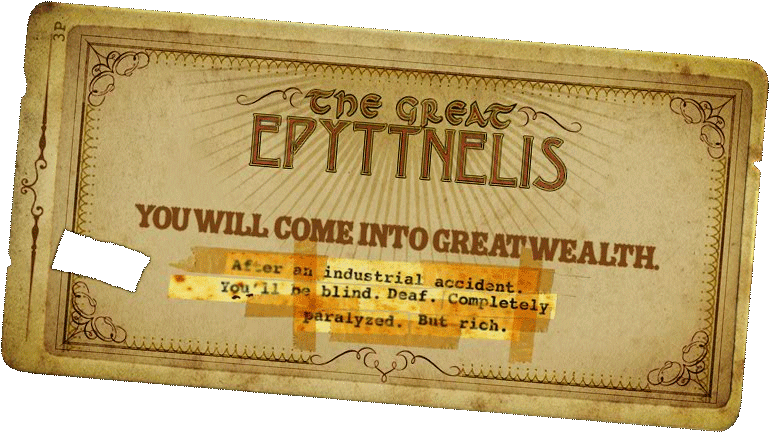 3P
The Great
EPYTTNELIS
YOU WILL COME INTO GREAT WEALTH.
After an industrial accident.
You'll be blind. Deaf. Completely
paralyzed. But rich.